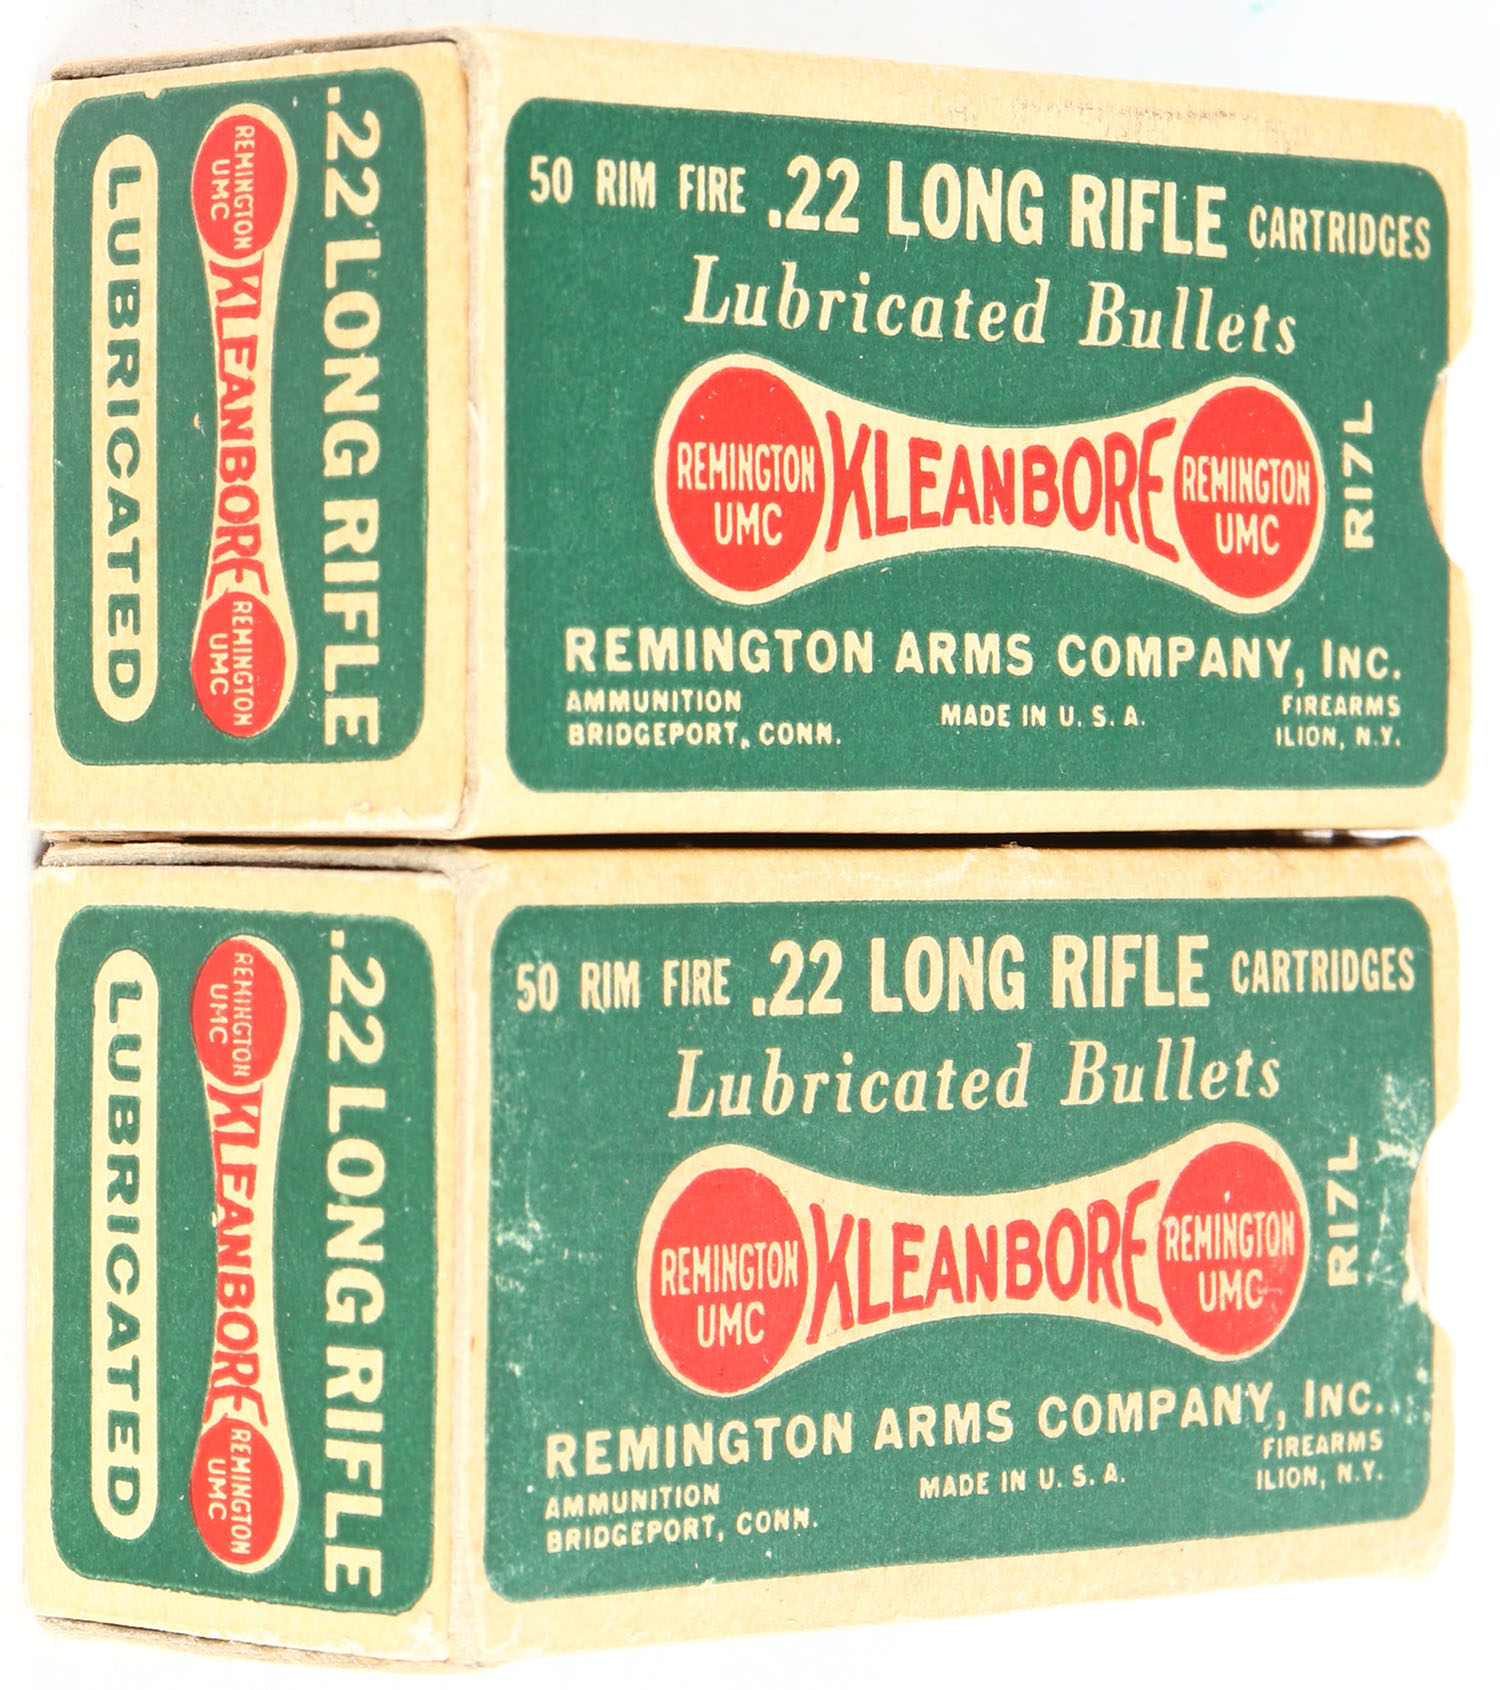 .22 LONG RIFLE
REMINGTON
UMC
KLEANBORE
REMINGTON
UMC
LUBRICATED
50 RIM FIRE .22 LONG RIFLE CARTRIDGES
Lubricated Bullets
REMINGTON
UMC
KLEANBORE
REMINGTON
UMC
R17L
REMINGTON ARMS COMPANY, INC.
AMMUNITION
BRIDGEPORT, CONN.
MADE IN U. S. A.
FIREARMS
ILION, N.Y.
.22 LONG RIFLE
REMINGTON
UMC
KLEANBORE
REMINGTON
UMC
LUBRICATED
50 RIM FIRE .22 LONG RIFLE CARTRIDGES
Lubricated Bullets
REMINGTON
UMC
KLEANBORE
REMINGTON
UMC
R17L
REMINGTON ARMS COMPANY, INC.
AMMUNITION
BRIDGEPORT, CONN.
MADE IN U. S. A.
FIREARMS
ILION, N.Y.